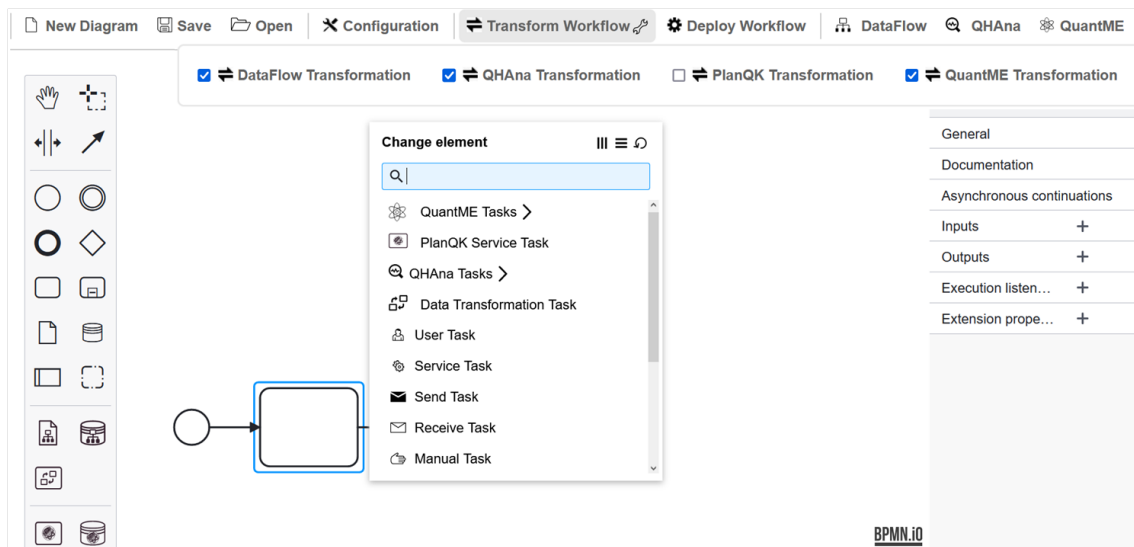 New Diagram Save Open Configuration Transform Workflow Deploy Workflow DataFlow QHAna QuantME
DataFlow Transformation QHAna Transformation PlanQK Transformation QuantME Transformation
Change element
QuantME Tasks
PlanQK Service Task
QHAna Tasks
Data Transformation Task
User Task
Service Task
Send Task
Receive Task
Manual Task
General
Documentation
Asynchronous continuations
Inputs
Outputs
Execution listen...
Extension prope...
BPMN.iO